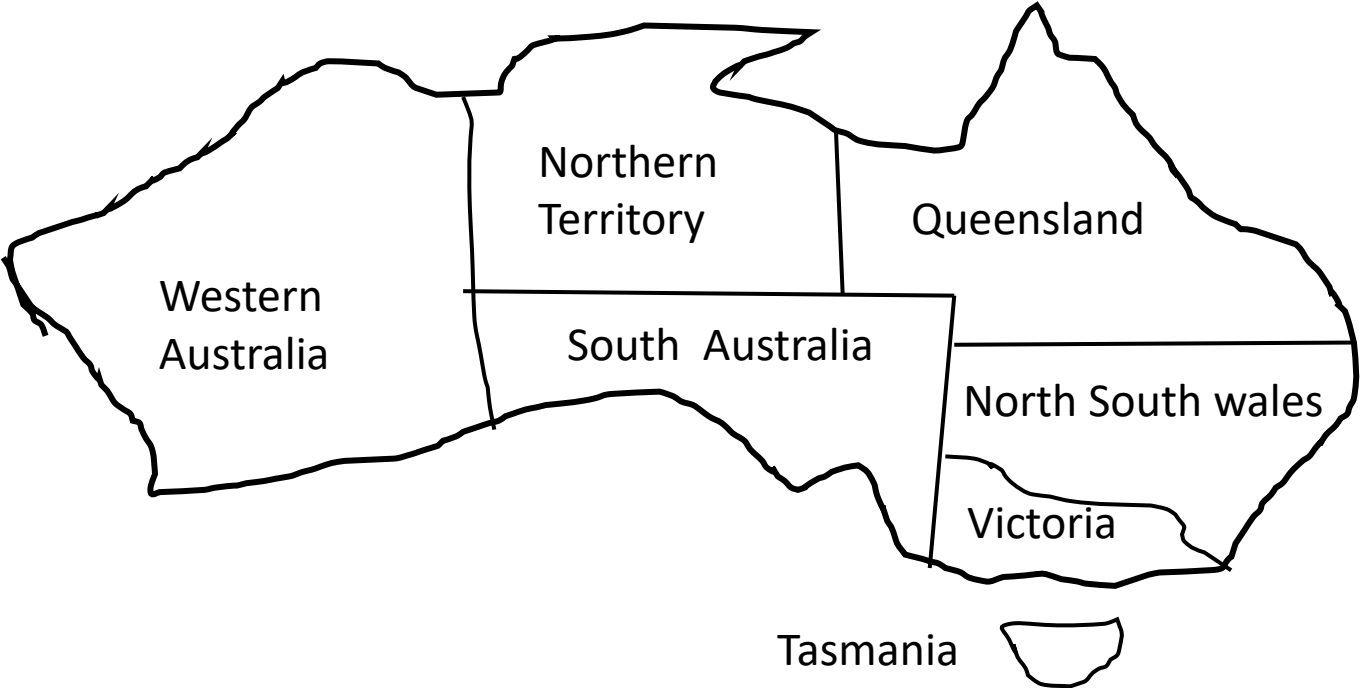 Northern
Territory
Queensland
Western
Australia
South  Australia
North South wales
Victoria
Tasmania